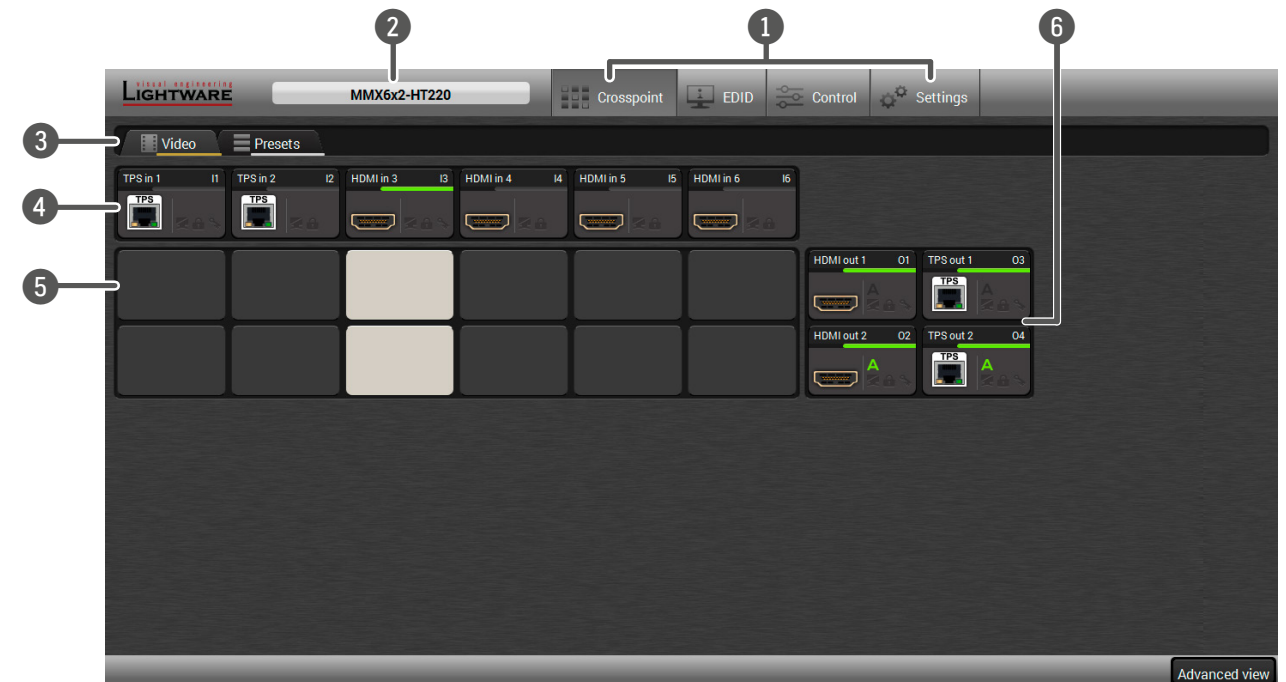 2
1
6
visual engineering
LIGHTWARE
MMX6x2-HT220
Crosspoint
EDID
Control
Settings
3
Video
Presets
4
TPS in 1 I1
TPS in 2 I2
HDMI in 3 I3
HDMI in 4 I4
HDMI in 5 I5
HDMI in 6 I6
TPS
TPS
5
HDMI out 1 O1
TPS out 1 O3
A
TPS
A
HDMI out 2 O2
TPS out 2 O4
A
TPS
A
Advanced view